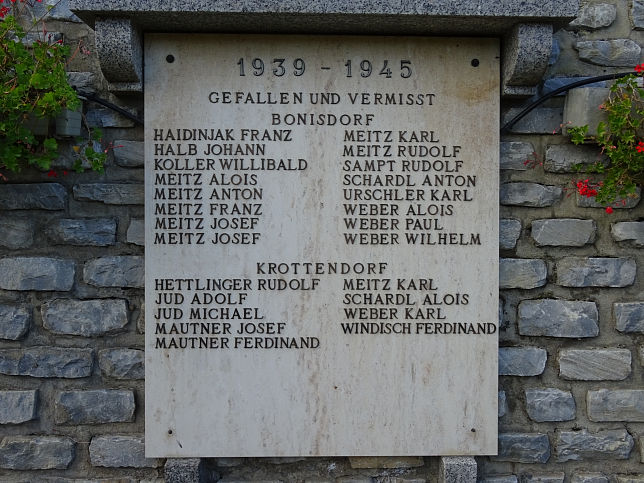 1939 - 1945
GEFALLEN UND VERMISST
BONISDORF
HAIDINJAK FRANZ
HALB JOHANN
KOLLER WILLIBALD
MEITZ ALOIS
MEITZ ANTON
MEITZ FRANZ
MEITZ JOSEF
MEITZ JOSEF
MEITZ KARL
MEITZ RUDOLF
SAMPT RUDOLF
SCHARDL ANTON
URSCHLER KARL
WEBER ALOIS
WEBER PAUL
WEBER WILHELM
KROTTENDORF
HETTLINGER RUDOLF
JUD ADOLF
JUD MICHAEL
MAUTNER JOSEF
MAUTNER FERDINAND
MEITZ KARL
SCHARDL ALOIS
WEBER KARL
WINDISCH FERDINAND